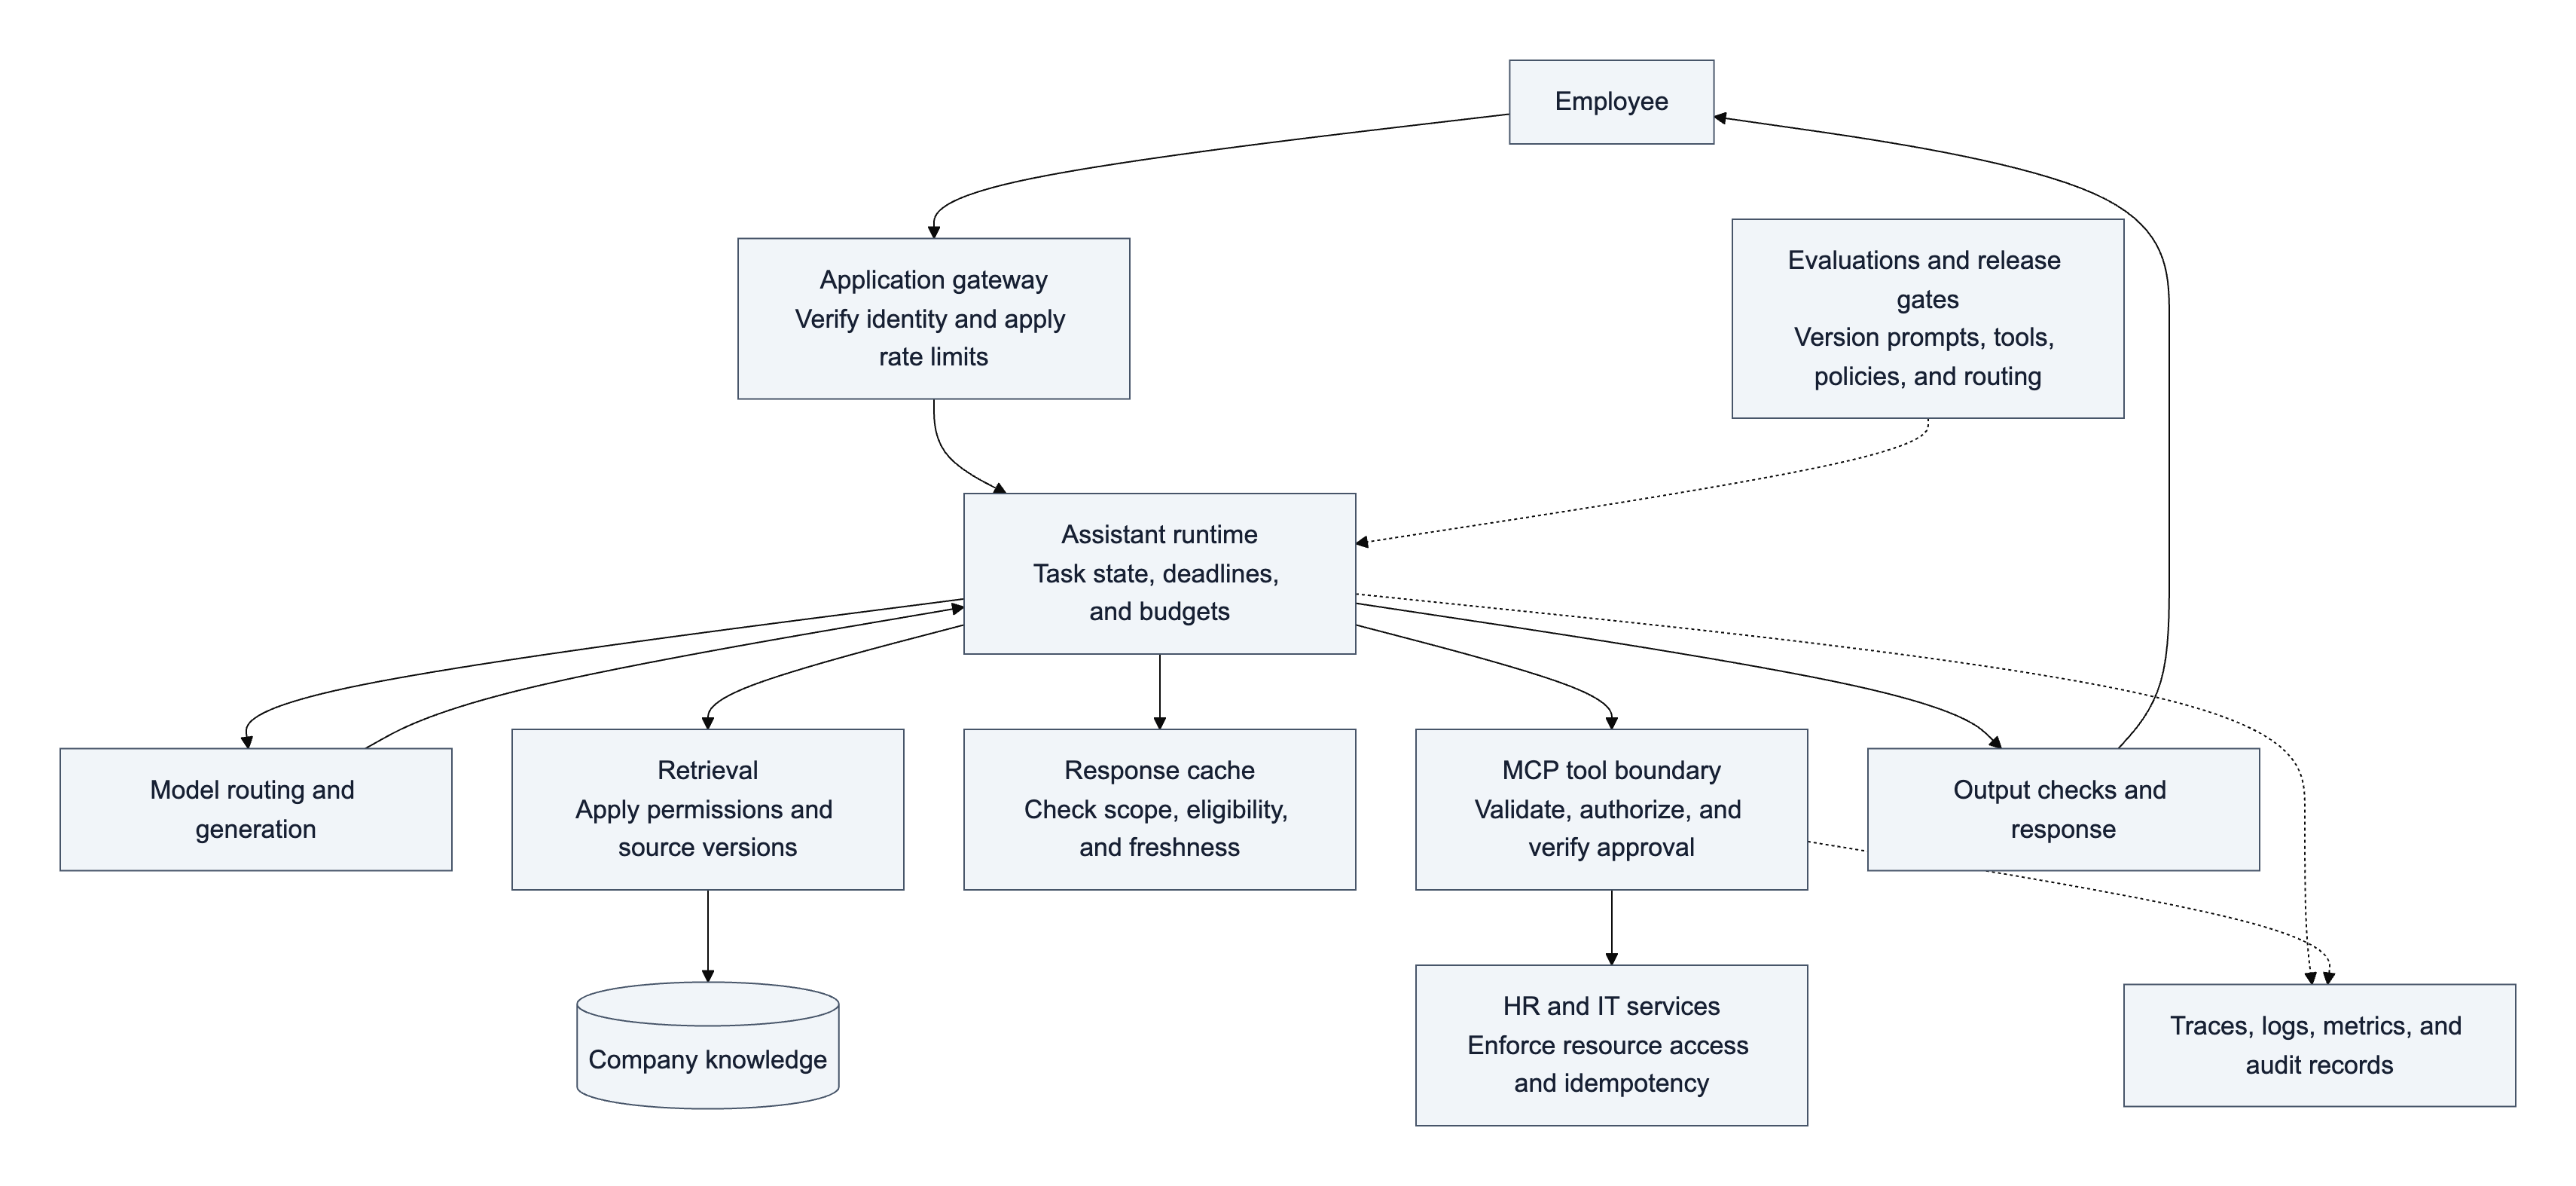 Employee
Application gateway
Verify identity and apply
rate limits
Evaluations and release
gates
Version prompts, tools,
policies, and routing
Assistant runtime
Task state, deadlines,
and budgets
Model routing and
generation
Retrieval
Apply permissions and
source versions
Response cache
Check scope, eligibility,
and freshness
MCP tool boundary
Validate, authorize, and
verify approval
Output checks and
response
Company knowledge
HR and IT services
Enforce resource access
and idempotency
Traces, logs, metrics, and
audit records